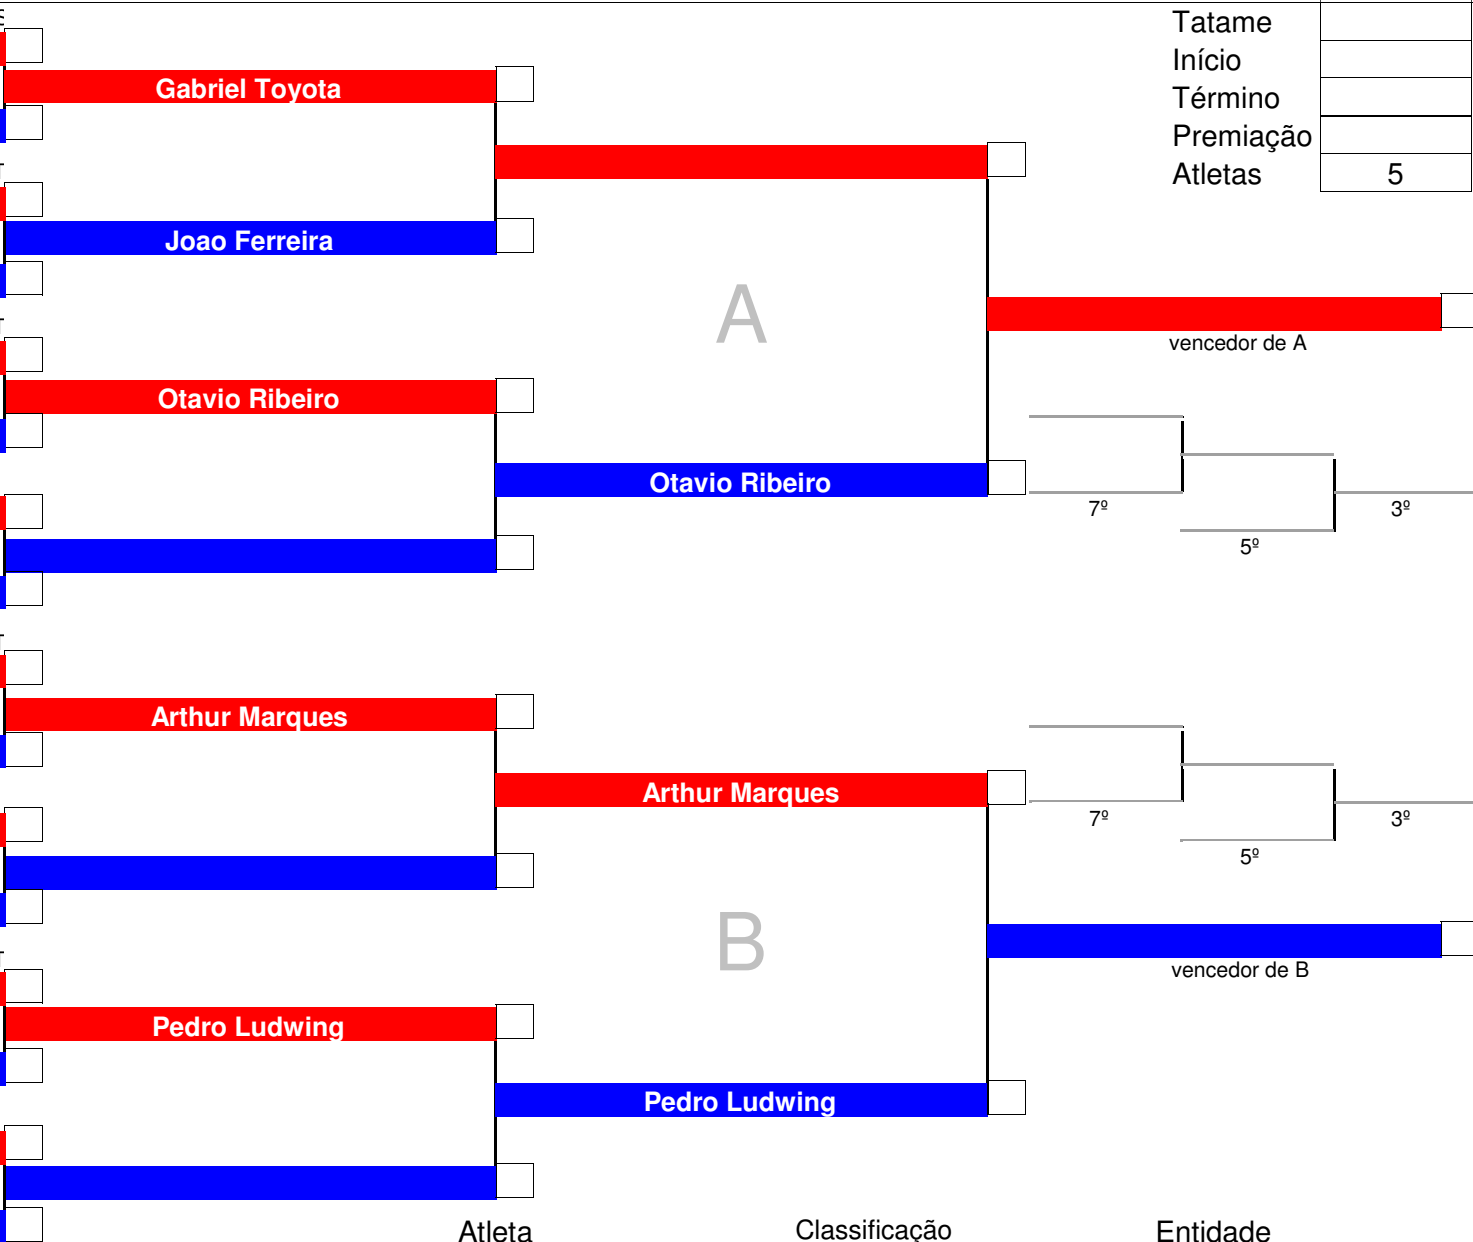 Tatame
Início
Gabriel Toyota
Término
Premiação
Atletas 5
Joao Ferreira
A
vencedor de A
Otavio Ribeiro
Otavio Ribeiro
7º 3º
5º
Arthur Marques
Arthur Marques
7º 3º
5º
B
vencedor de B
Pedro Ludwing
Pedro Ludwing
Atleta Classificação Entidade